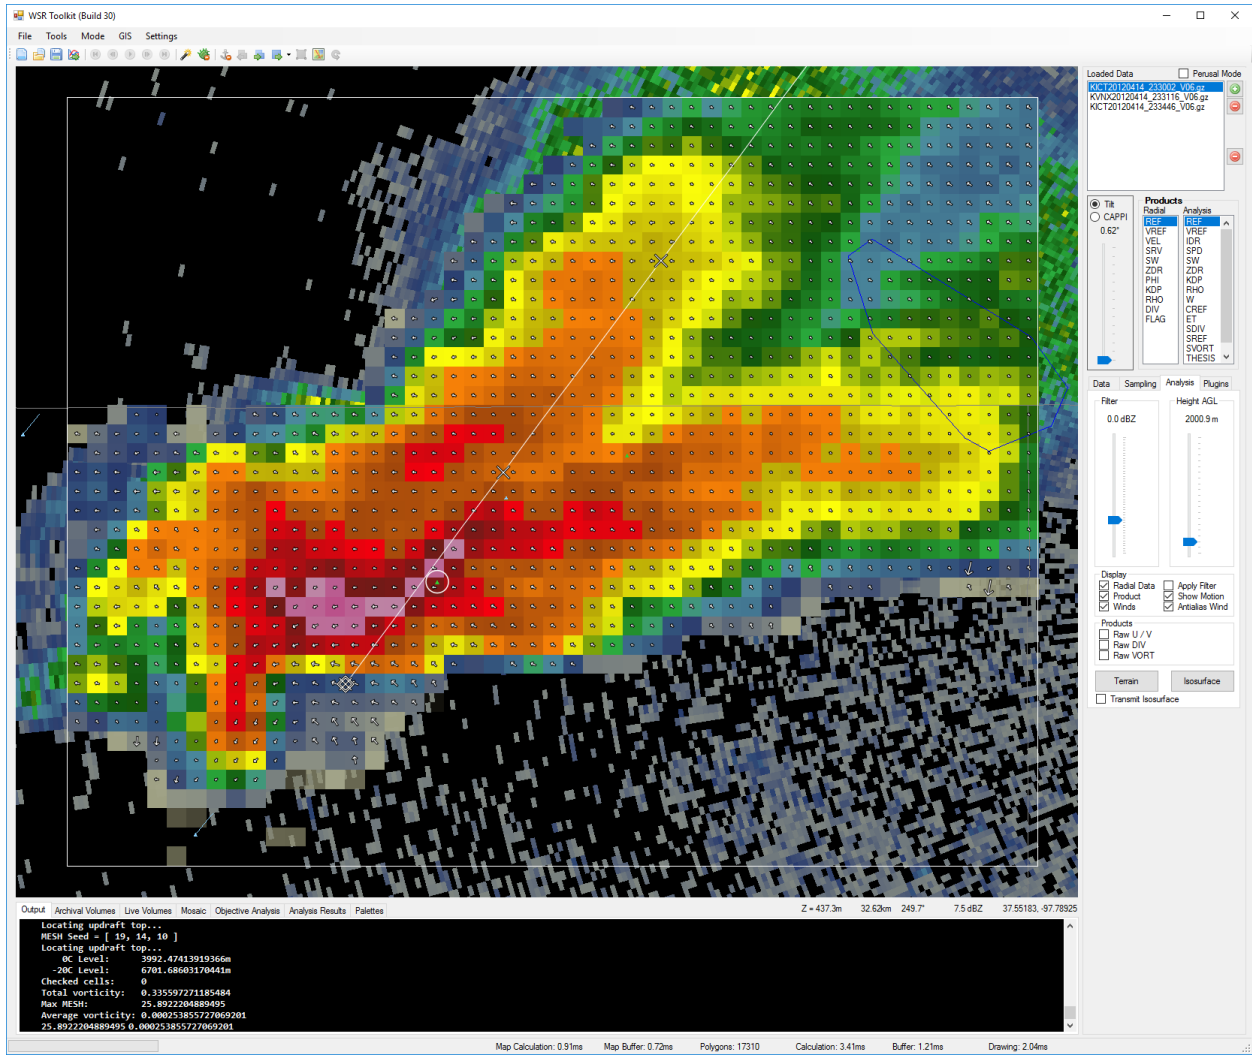 WSR Toolkit (Build 30)
File Tools Mode GIS Settings
Loaded Data Perusal Mode
KICT20120414_233002_V06.gz
KVNX20120414_233116_V06.gz
KICT20120414_233446_V06.gz
Tilt
CAPPI
0.62°
Products
Radial Analysis
REF REF
VREF VREF
VEL IDR
SRV SPD
SW SW
ZDR ZDR
PHI KDP
KDP RHO
RHO W
DIV CREF
FLAG ET
SDIV
SREF
SVORT
THESIS
Data Sampling Analysis Plugins
Filter Height AGL
0.0 dBZ 2000.9 m
Display
Radial Data Apply Filter
Product Show Motion
Winds Antialias Wind
Products
Raw U / V
Raw DIV
Raw VORT
Terrain Isosurface
Transmit Isosurface
Output Archival Volumes Live Volumes Mosaic Objective Analysis Analysis Results Palettes Z = 437.3m 32.62km 249.7° 7.5 dBZ 37.55183, -97.78925
Locating updraft top...
MESH Seed = [ 19, 14, 10 ]
Locating updraft top...
0C Level: 3992.47413919366m
-20C Level: 6701.68603170441m
Checked cells: 0
Total vorticity: 0.335597271185484
Max MESH: 25.8922204889495
Average vorticity: 0.000253855727069201
25.8922204889495 0.000253855727069201
Map Calculation: 0.91ms Map Buffer: 0.72ms Polygons: 17310 Calculation: 3.41ms Buffer: 1.21ms Drawing: 2.04ms